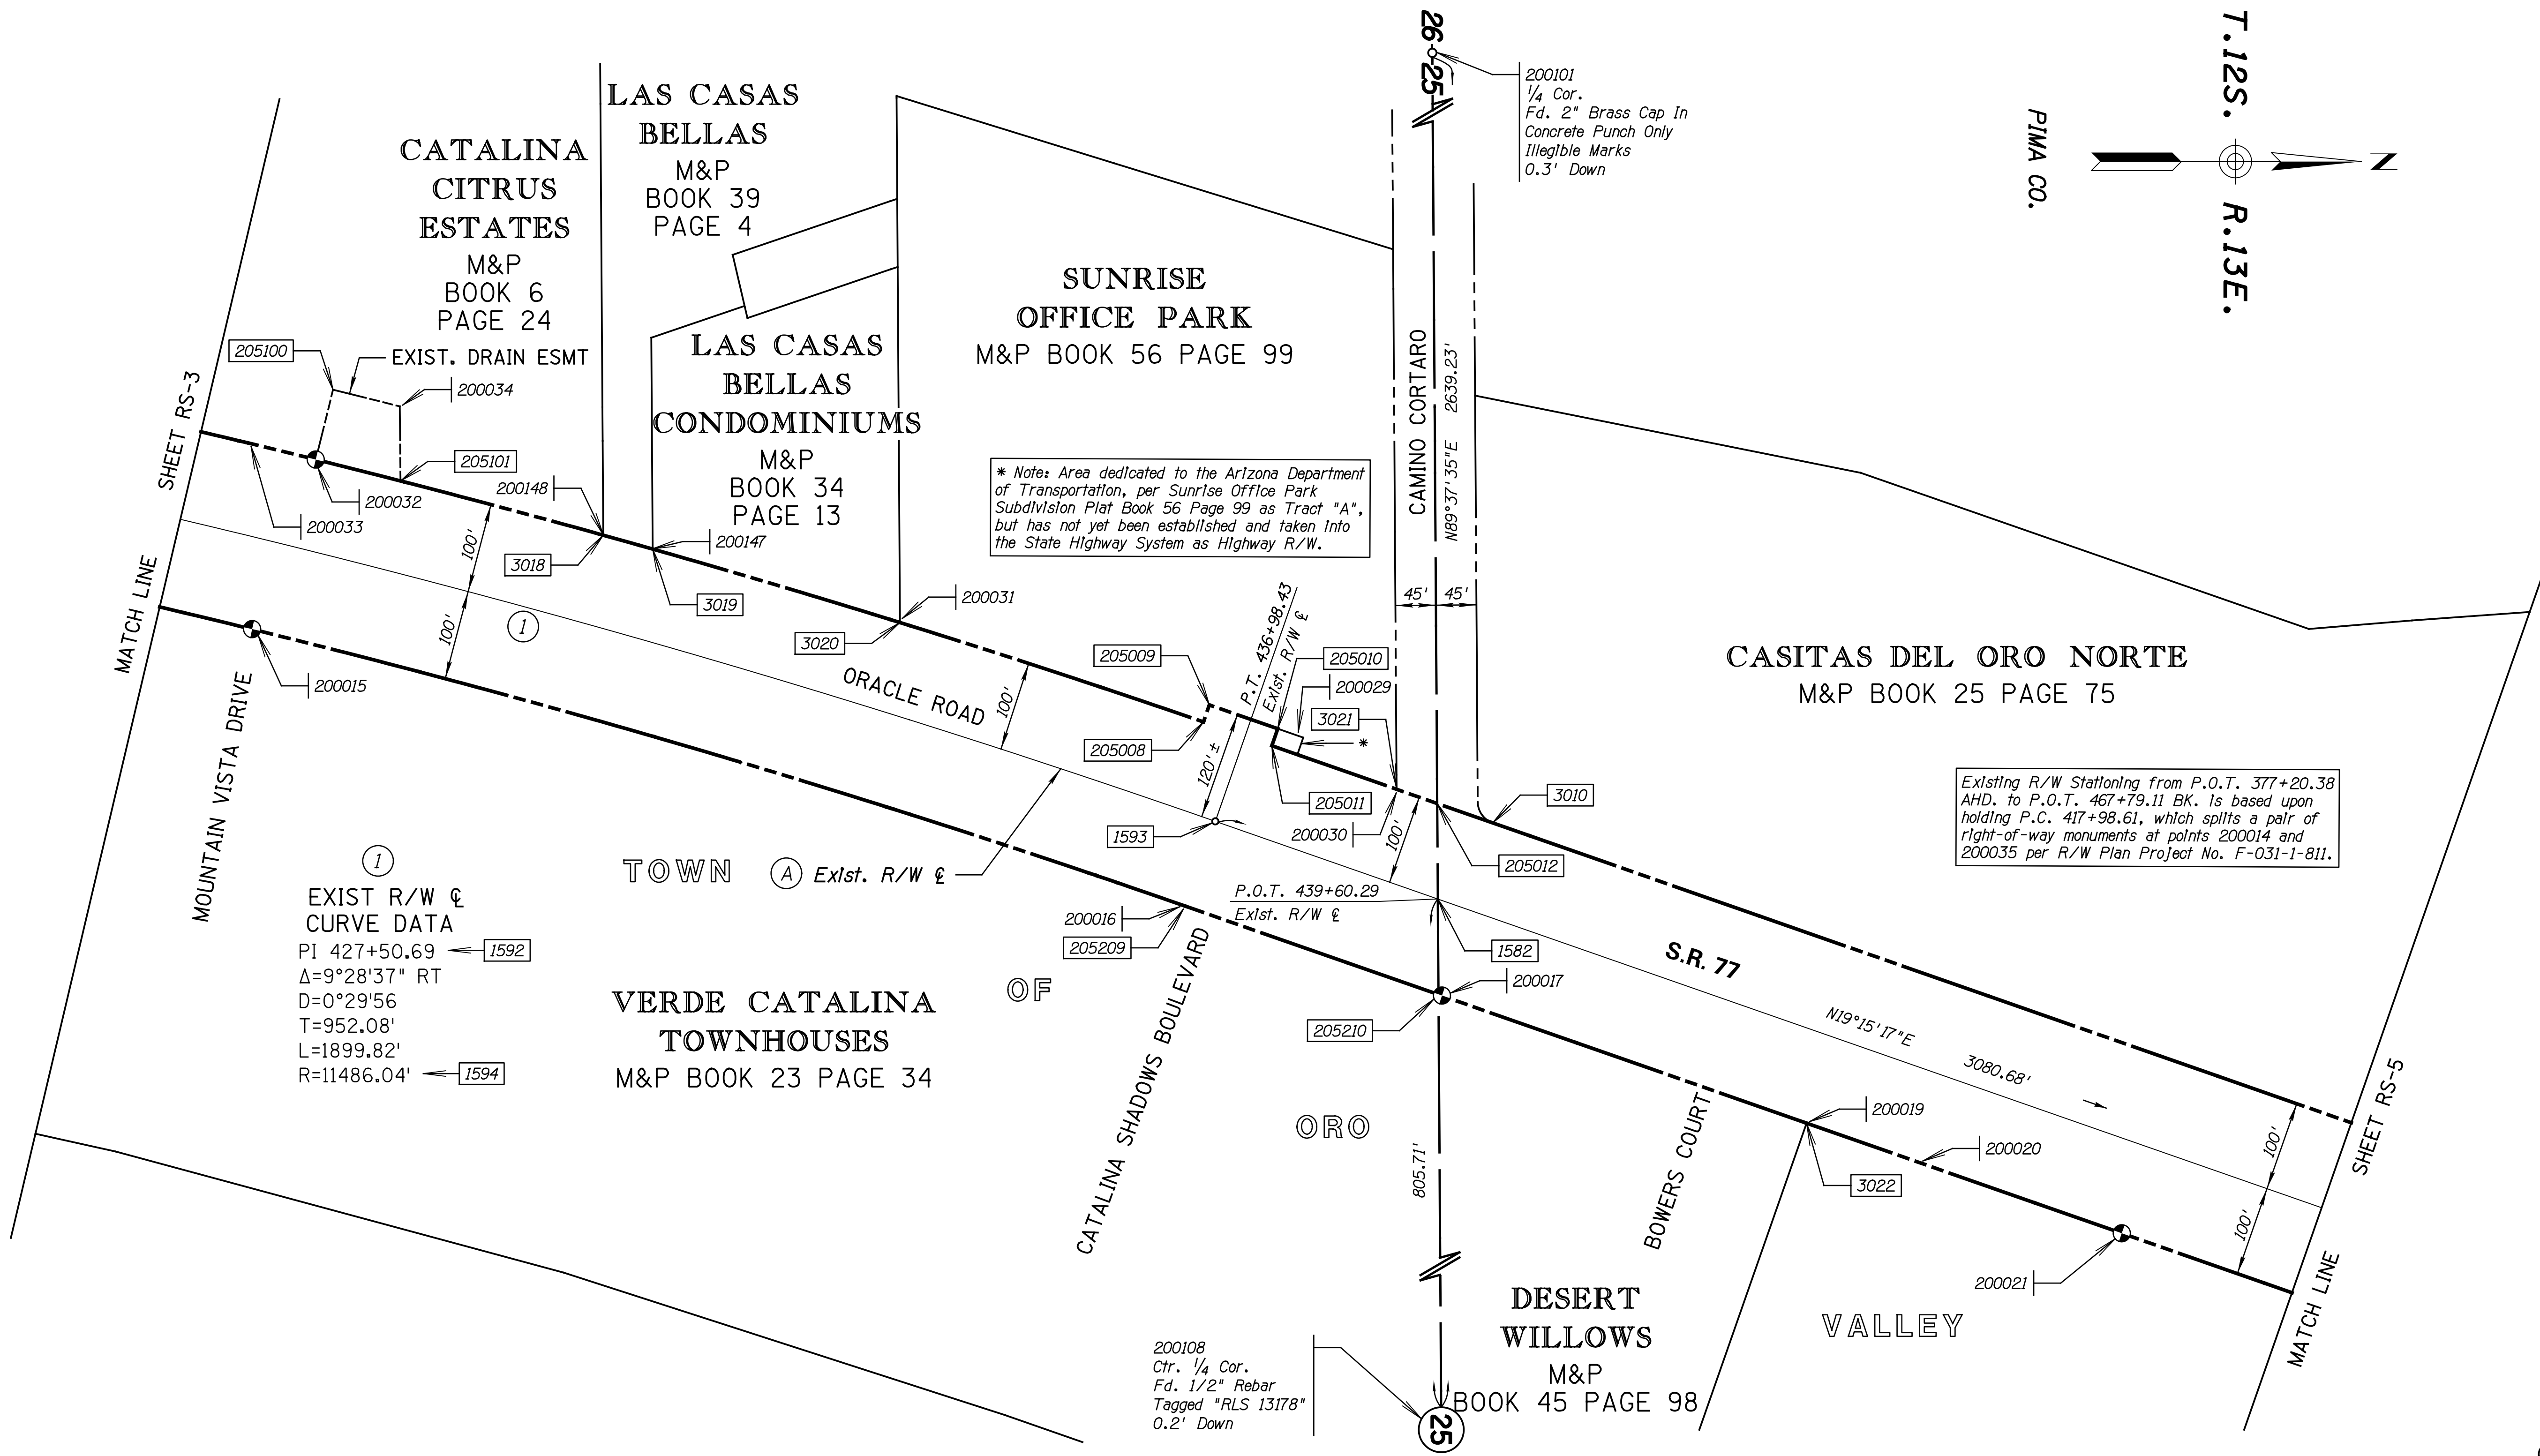 26
25
200101
1/4 Cor.
Fd. 2" Brass Cap In
Concrete Punch Only
Illegible Marks
0.3' Down
T.12S. R.13E.
PIMA CO.
N
CATALINA
CITRUS
ESTATES
M&P
BOOK 6
PAGE 24
LAS CASAS
BELLAS
M&P
BOOK 39
PAGE 4
LAS CASAS
BELLAS
CONDOMINIUMS
M&P
BOOK 34
PAGE 13
SUNRISE
OFFICE PARK
M&P BOOK 56 PAGE 99
CAMINO CORTARO
N89°37'35"E 2639.23'
45'
45'
205100
EXIST. DRAIN ESMT
200034
205101
200032
200033
200148
3018
200147
3019
200031
3020
SHEET RS-3
MATCH LINE
100'
100'
1
* Note: Area dedicated to the Arizona Department
of Transportation, per Sunrise Office Park
Subdivision Plat Book 56 Page 99 as Tract "A",
but has not yet been established and taken into
the State Highway System as Highway R/W.
P.T. 436+98.43
Exist. R/W ℄
205009
205010
200029
3021
*
205008
120'±
205011
200030
1593
100'
ORACLE ROAD
100'
3010
205012
CASITAS DEL ORO NORTE
M&P BOOK 25 PAGE 75
Existing R/W Stationing from P.O.T. 377+20.38
AHD. to P.O.T. 467+79.11 BK. is based upon
holding P.C. 417+98.61, which splits a pair of
right-of-way monuments at points 200014 and
200035 per R/W Plan Project No. F-031-1-811.
200015
MOUNTAIN VISTA DRIVE
1
EXIST R/W ℄
CURVE DATA
PI 427+50.69
1592
Δ=9°28'37" RT
D=0°29'56
T=952.08'
L=1899.82'
R=11486.04'
1594
TOWN
A
Exist. R/W ℄
P.O.T. 439+60.29
Exist. R/W ℄
200016
205209
1582
200017
205210
S.R. 77
N19°15'17"E 3080.68'
VERDE CATALINA
TOWNHOUSES
M&P BOOK 23 PAGE 34
OF
CATALINA SHADOWS BOULEVARD
ORO
805.71'
BOWERS COURT
200019
200020
3022
200021
100'
100'
SHEET RS-5
MATCH LINE
VALLEY
DESERT
WILLOWS
M&P
BOOK 45 PAGE 98
200108
Ctr. 1/4 Cor.
Fd. 1/2" Rebar
Tagged "RLS 13178"
0.2' Down
25